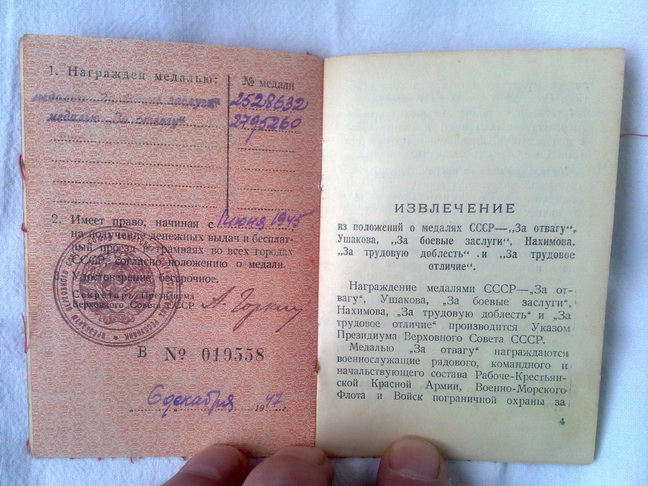 1. Награжден медалью:
№ медали
медалью „За боевые заслуги“ 2528632
медалью „За отвагу“ 2795260
2. Имеет право, начиная с 1 июня 1945
на получение денежных выдач и бесплат-
ный проезд в трамваях во всех городах
СССР, согласно положению о медали.
Удостоверение бессрочное.
Секретарь Президиума
Верховного Совета СССР
А. Горкин
В № 019558
6 декабря 1947 г.
ИЗВЛЕЧЕНИЕ
из положений о медалях СССР—„За отвагу“,
Ушакова, „За боевые заслуги“, Нахимова,
„За трудовую доблесть“ и „За трудовое
отличие“.
Награждение медалями СССР—„За от-
вагу“, Ушакова, „За боевые заслуги“,
Нахимова, „За трудовую доблесть“ и „За
трудовое отличие“ производится Указом
Президиума Верховного Совета СССР.
Медалью „За отвагу“ награждаются
военнослужащие рядового, командного и
начальствующего состава Рабоче-Крестьян-
ской Красной Армии, Военно-Морского
Флота и Войск пограничной охраны за
4